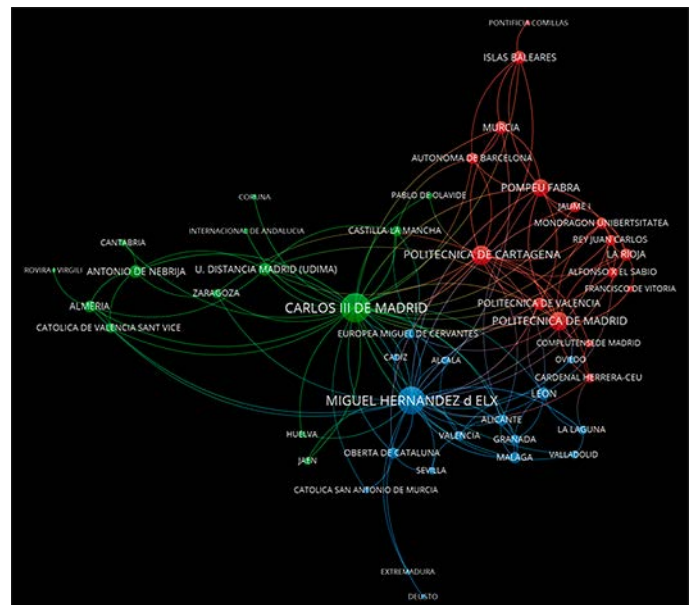 PONTIFICIA COMILLAS
ISLAS BALEARES
MURCIA
AUTONOMA DE BARCELONA
POMPEU FABRA
PABLO DE OLAVIDE
CORUNA
JAUME I
MONDRAGON UNIBERTSITATEA
INTERNACIONAL DE ANDALUCIA
CASTILLA-LA MANCHA
REY JUAN CARLOS
CANTABRIA
POLITECNICA DE CARTAGENA
LA RIOJA
ROVIRA I VIRGILI
ANTONIO DE NEBRIJA
U. DISTANCIA MADRID (UDIMA)
ALFONSO X EL SABIO
FRANCISCO DE VITORIA
ZARAGOZA
POLITECNICA DE VALENCIA
ALMERIA
CARLOS III DE MADRID
POLITECNICA DE MADRID
CATOLICA DE VALENCIA SANT VICE
EUROPEA MIGUEL DE CERVANTES
COMPLUTENSE DE MADRID
CADIZ
ALCALA
OVIEDO
CARDENAL HERRERA-CEU
LEON
MIGUEL HERNANDEZ d ELX
ALICANTE
LA LAGUNA
HUELVA
VALENCIA
GRANADA
OBERTA DE CATALUNA
MALAGA
VALLADOLID
JAEN
SEVILLA
CATOLICA SAN ANTONIO DE MURCIA
EXTREMADURA
DEUSTO